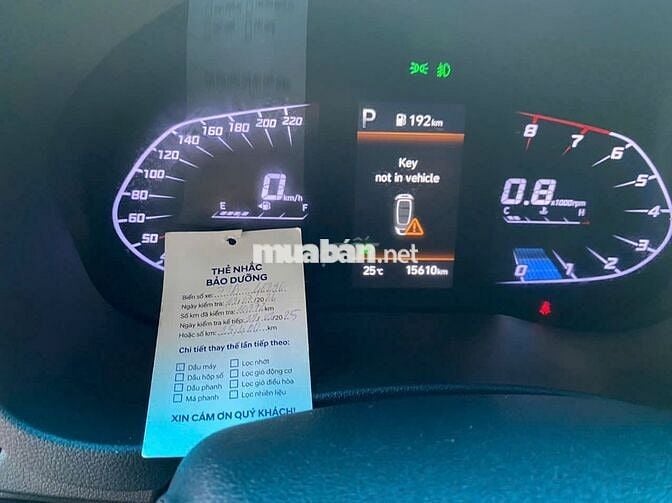 220
200
180
160
140
120
100
80
60
50
0 km/h
E F
P 192km
Key
not in vehicle
25°C 15610km
8
7
6
5
4
3
2
1
0
0.8 x1000rpm
C H
muaban.net
THẺ NHẮC
BẢO DƯỠNG
Biển số xe:
Ngày kiểm tra: /20
Số km đã kiểm tra: km
Ngày kiểm tra kế tiếp: /2025
Hoặc số km: km
Chi tiết thay thế lần tiếp theo:
Dầu máy Lọc nhớt
Dầu hộp số Lọc gió động cơ
Dầu phanh Lọc gió điều hòa
Má phanh Lọc nhiên liệu
XIN CẢM ƠN QUÝ KHÁCH!